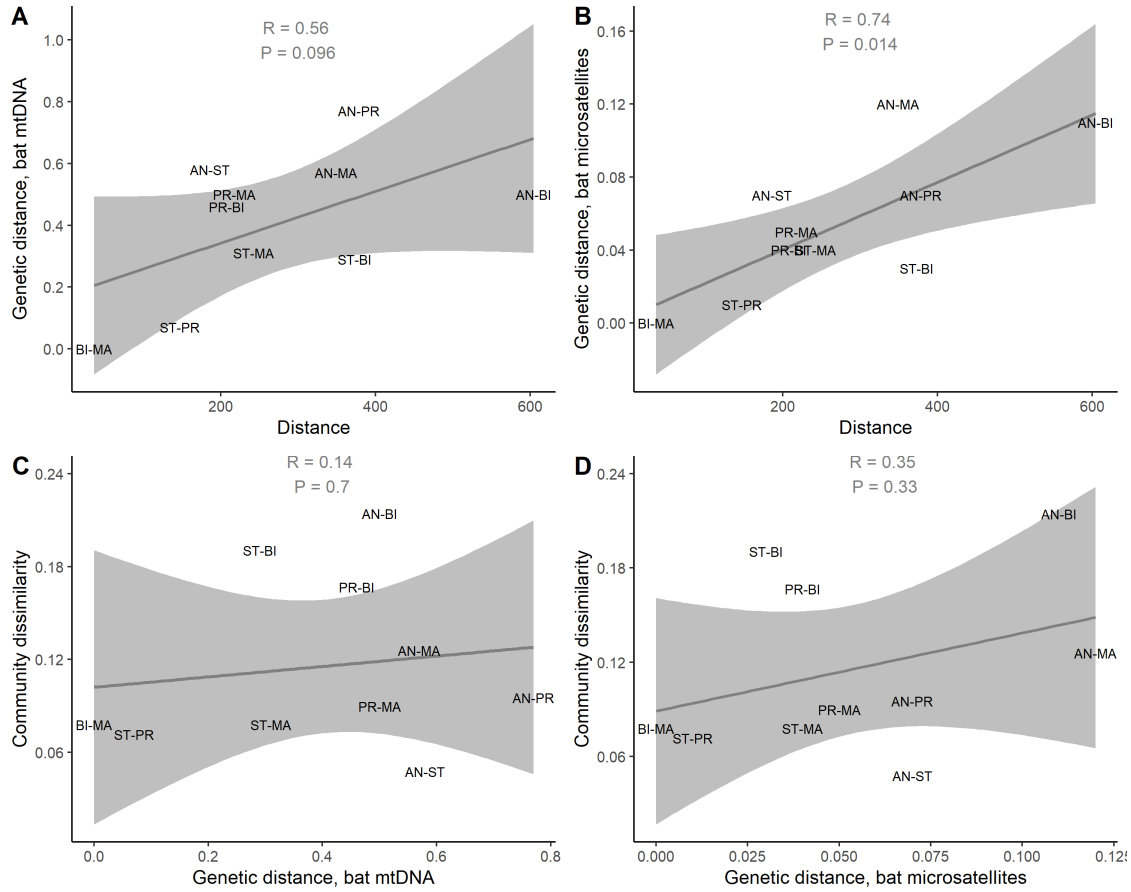 A
R = 0.56
P = 0.096
Genetic distance, bat mtDNA
1.0
0.8
0.6
0.4
0.2
0.0
AN-PR
AN-ST
AN-MA
PR-MA
AN-BI
PR-BI
ST-MA
ST-BI
ST-PR
BI-MA
200
400
600
Distance
B
R = 0.74
P = 0.014
Genetic distance, bat microsatellites
0.16
0.12
0.08
0.04
0.00
AN-MA
AN-BI
AN-ST
AN-PR
PR-MA
PR-BI
ST-MA
ST-BI
ST-PR
BI-MA
200
400
600
Distance
C
R = 0.14
P = 0.7
Community dissimilarity
0.24
0.18
0.12
0.06
AN-BI
ST-BI
PR-BI
AN-MA
AN-PR
PR-MA
BI-MA
ST-MA
ST-PR
AN-ST
0.0
0.2
0.4
0.6
0.8
Genetic distance, bat mtDNA
D
R = 0.35
P = 0.33
Community dissimilarity
0.24
0.18
0.12
0.06
AN-BI
ST-BI
PR-BI
AN-MA
AN-PR
PR-MA
BI-MA
ST-MA
ST-PR
AN-ST
0.000
0.025
0.050
0.075
0.100
0.125
Genetic distance, bat microsatellites